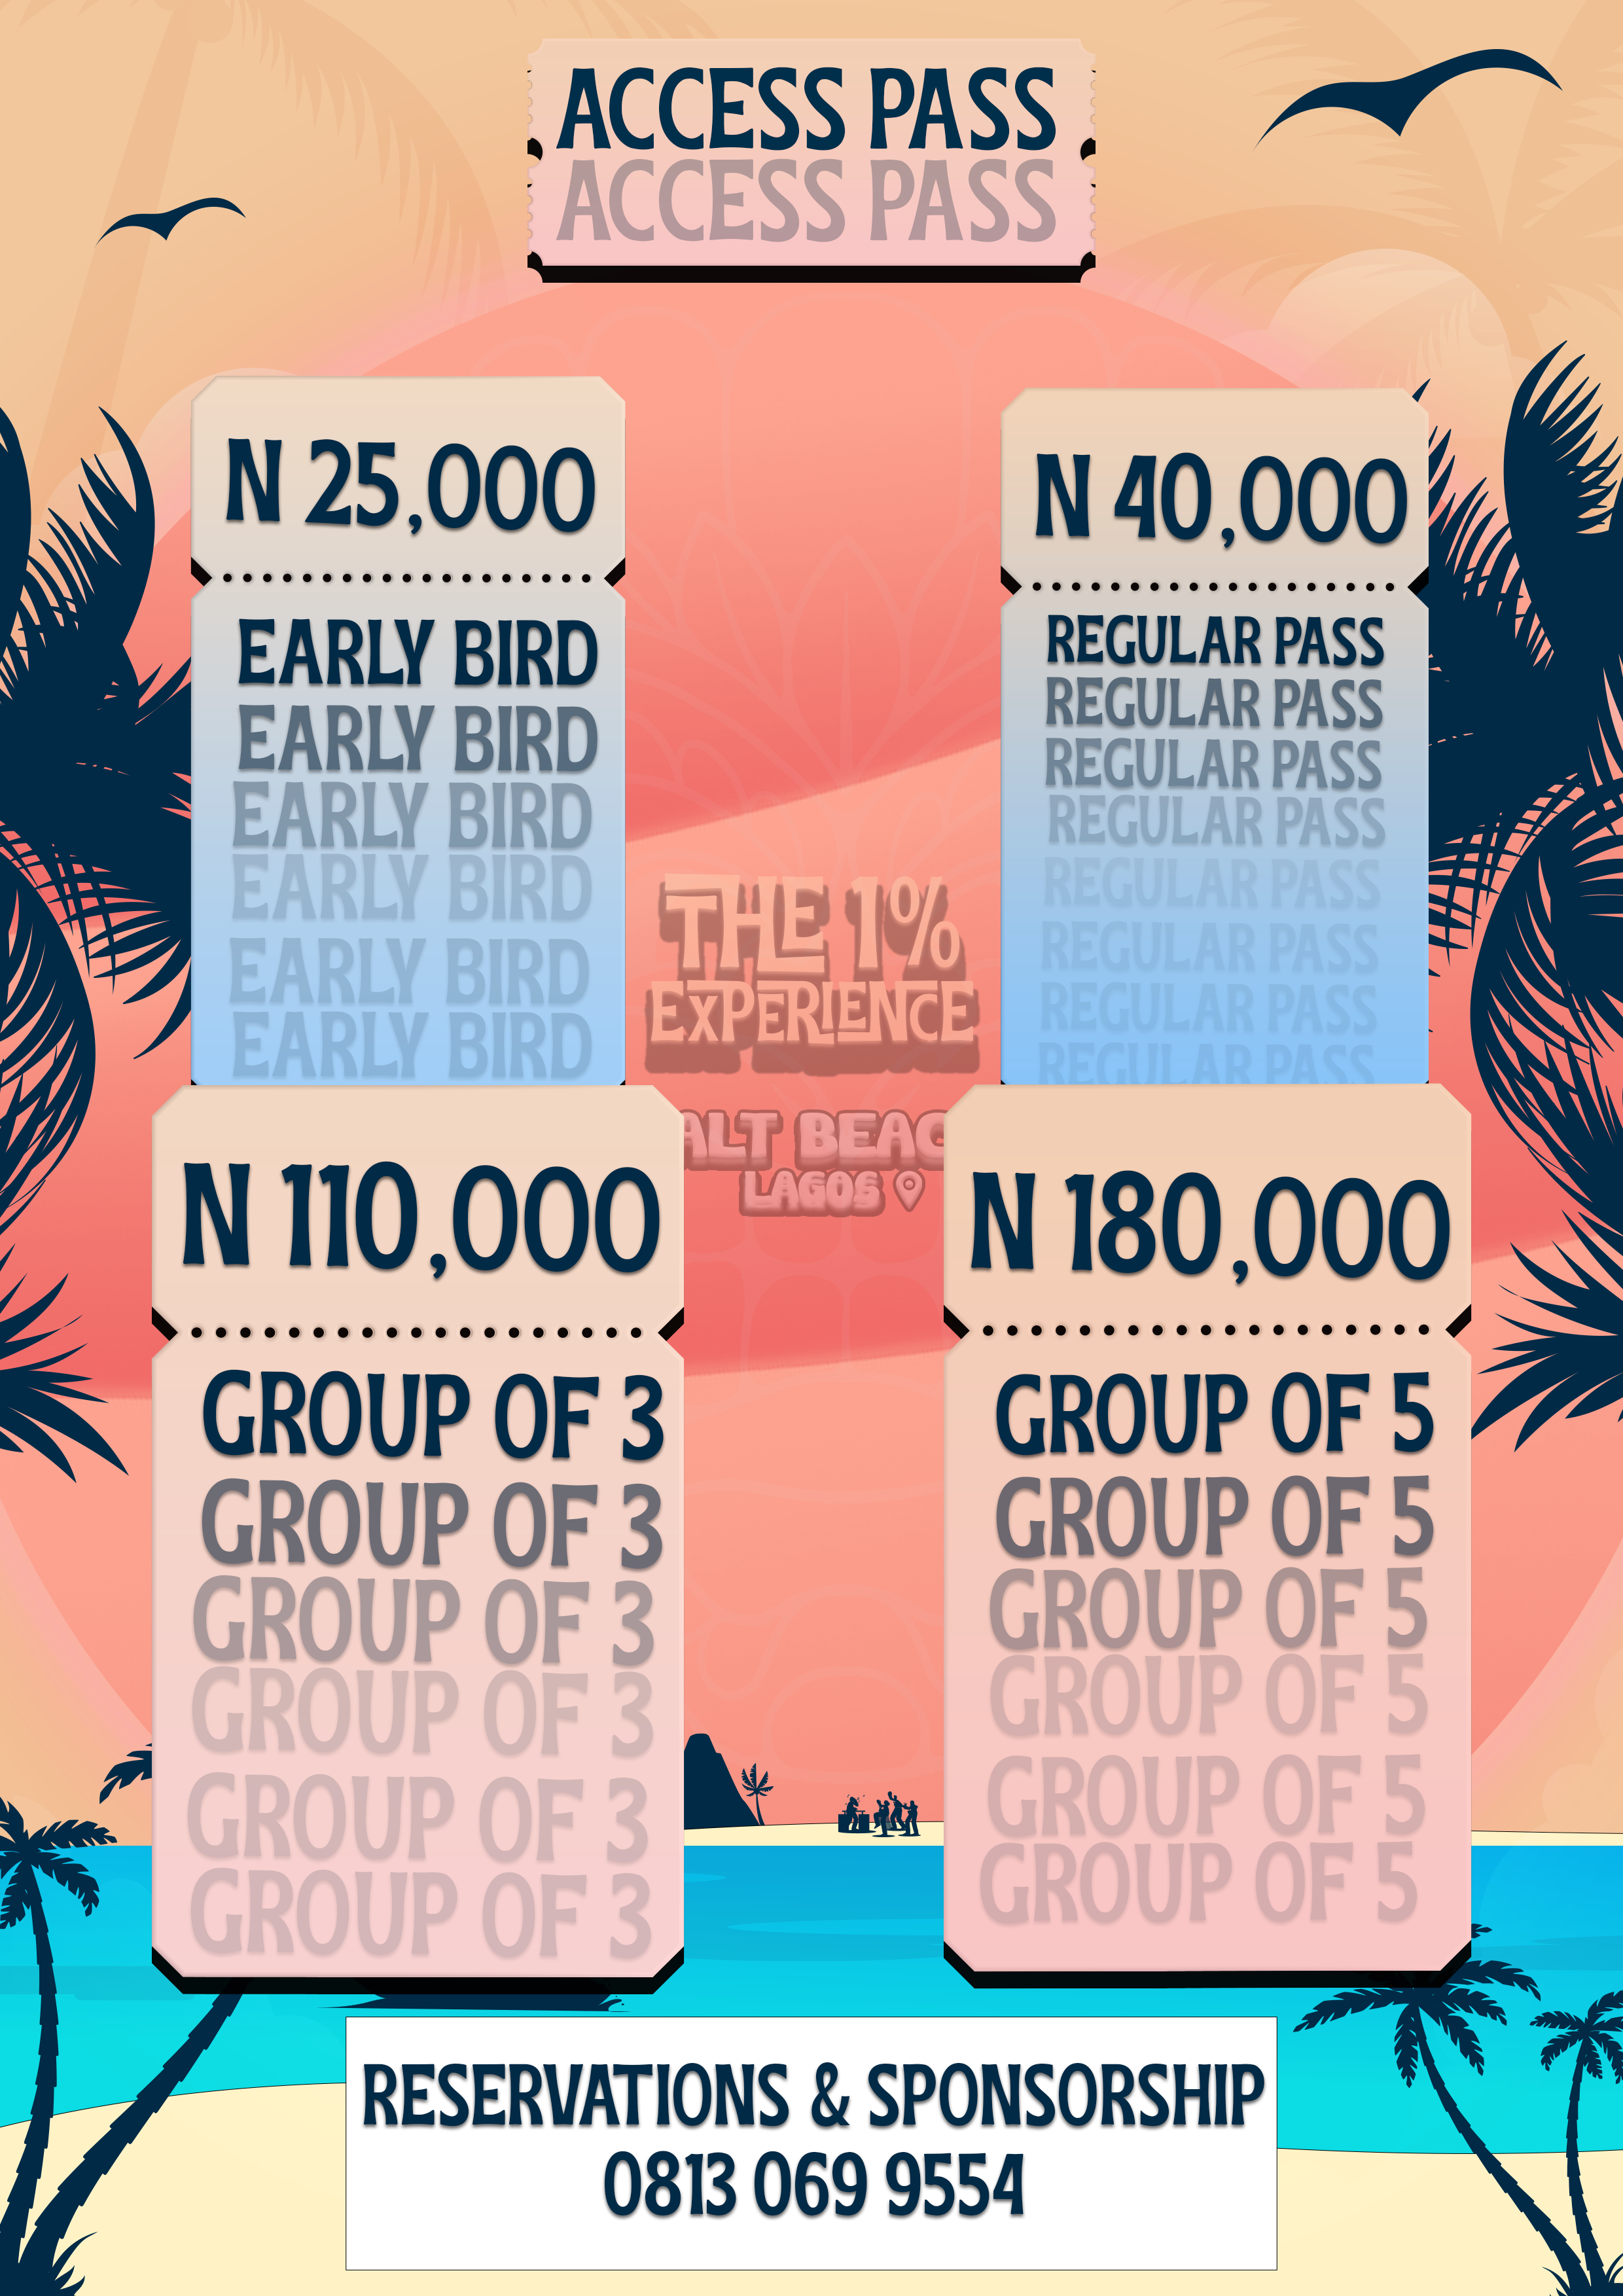 ACCESS PASS
ACCESS PASS
N 25,000
EARLY BIRD
EARLY BIRD
EARLY BIRD
EARLY BIRD
EARLY BIRD
EARLY BIRD
N 40,000
REGULAR PASS
REGULAR PASS
REGULAR PASS
REGULAR PASS
REGULAR PASS
REGULAR PASS
REGULAR PASS
REGULAR PASS
THE 1%
EXPERIENCE
ALT BEAC
LAGOS
N 110,000
GROUP OF 3
GROUP OF 3
GROUP OF 3
GROUP OF 3
GROUP OF 3
GROUP OF 3
N 180,000
GROUP OF 5
GROUP OF 5
GROUP OF 5
GROUP OF 5
GROUP OF 5
GROUP OF 5
RESERVATIONS & SPONSORSHIP
0813 069 9554